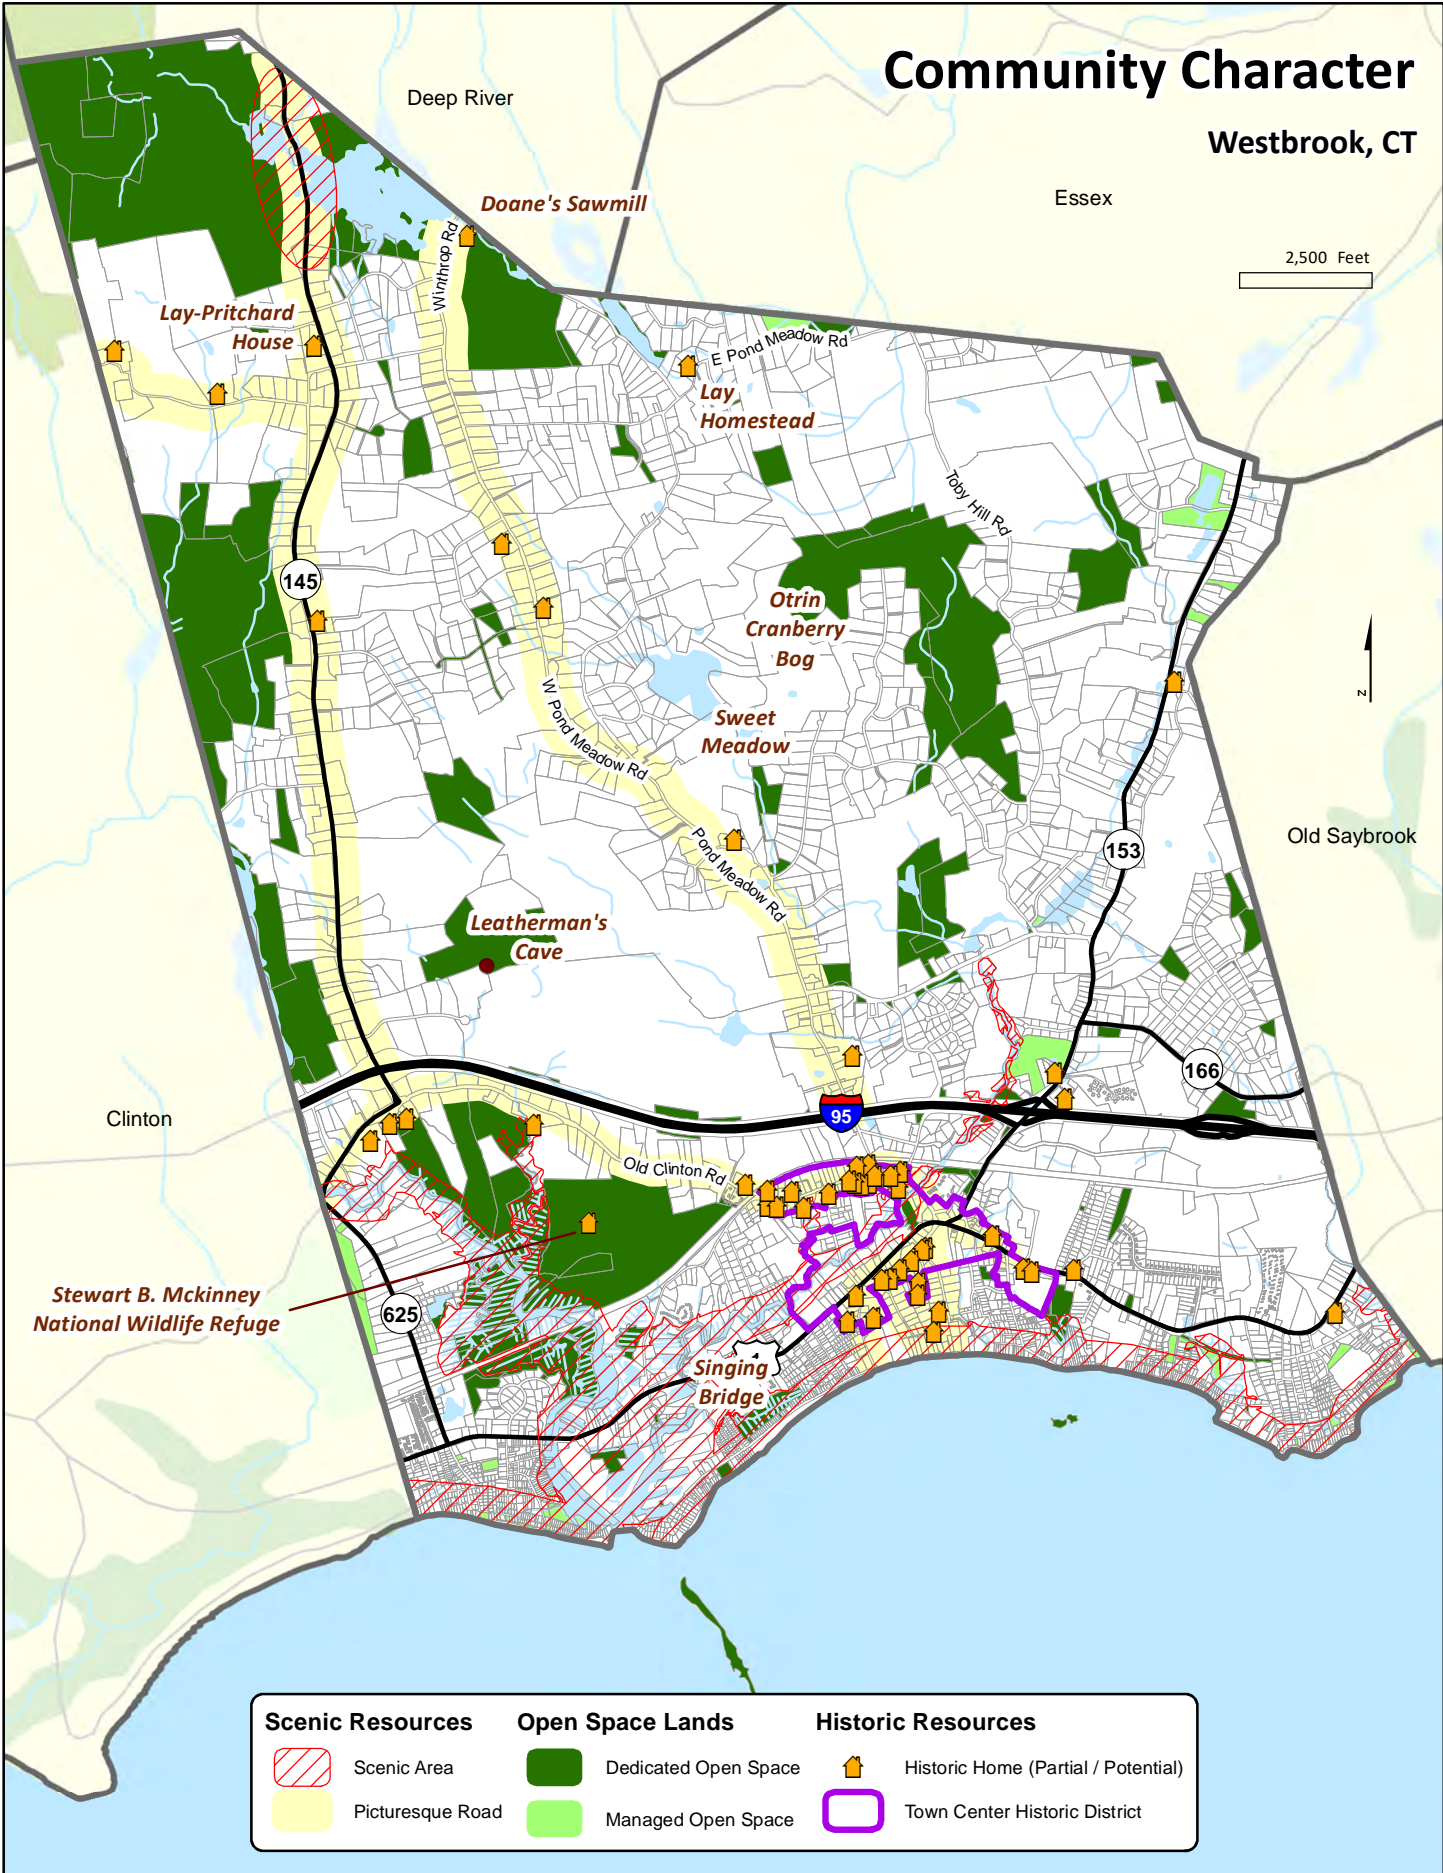 Community Character
Westbrook, CT
Deep River
Essex
2,500 Feet
Doane's Sawmill
Winthrop Rd
Lay-Pritchard
House
E Pond Meadow Rd
Lay
Homestead
Toby Hill Rd
145
Otrin
Cranberry
Bog
N
W Pond Meadow Rd
Sweet
Meadow
Old Saybrook
153
Pond Meadow Rd
Leatherman's
Cave
166
Clinton
95
Old Clinton Rd
Stewart B. Mckinney
National Wildlife Refuge
625
Singing
Bridge
Scenic Resources
Scenic Area
Picturesque Road
Open Space Lands
Dedicated Open Space
Managed Open Space
Historic Resources
Historic Home (Partial / Potential)
Town Center Historic District